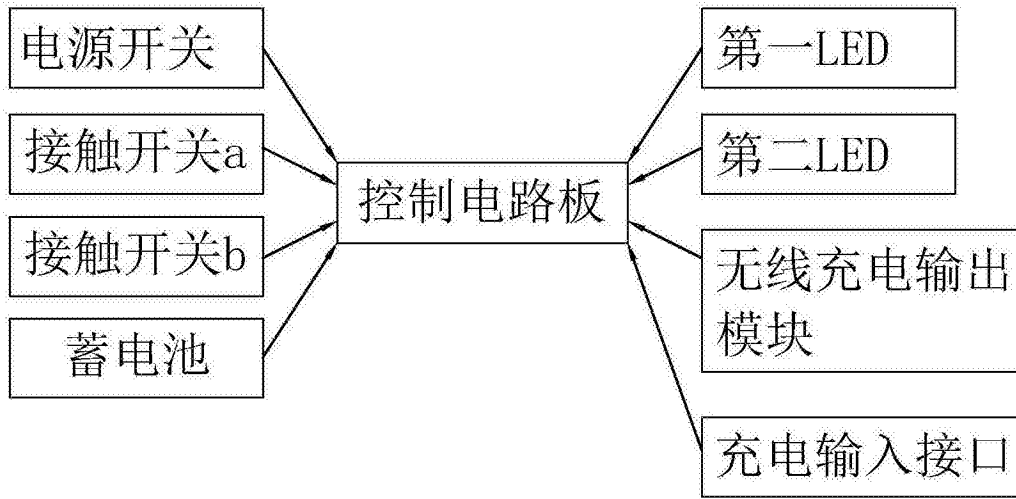 电源开关
接触开关a
接触开关b
蓄电池
控制电路板
第一LED
第二LED
无线充电输出
模块
充电输入接口